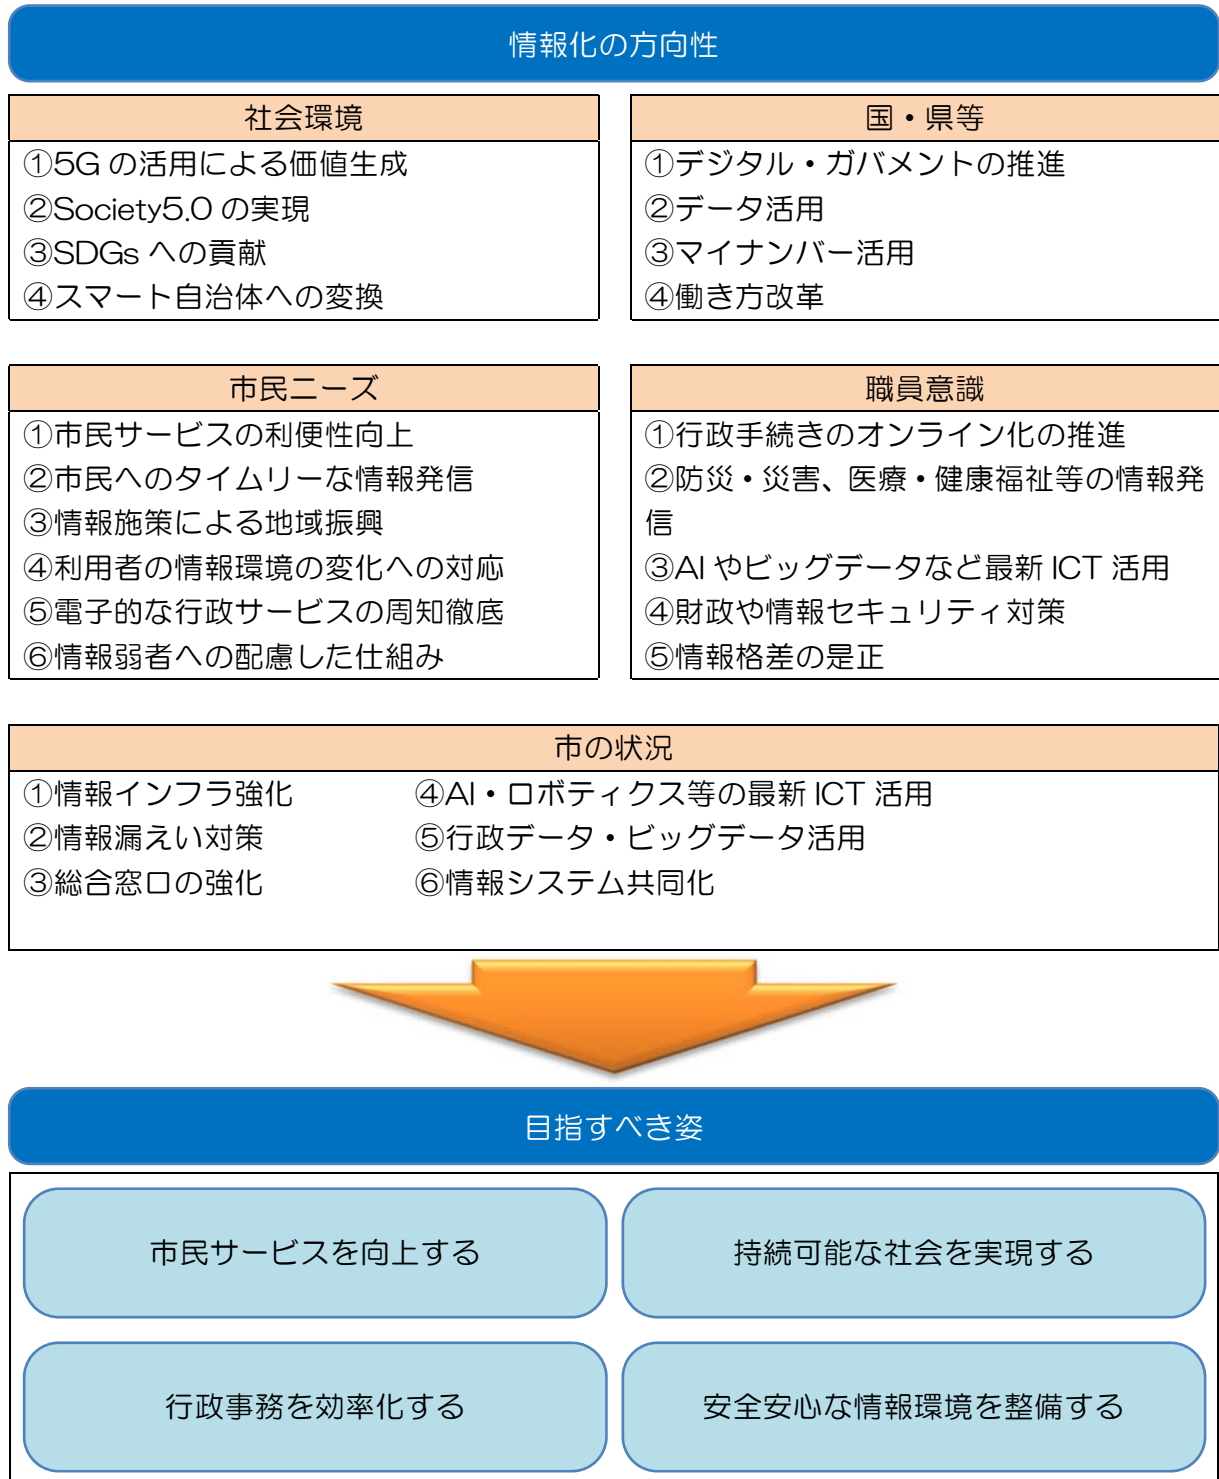 情報化の方向性
社会環境
①5G の活用による価値生成
②Society5.0 の実現
③SDGs への貢献
④スマート自治体への変換
国・県等
①デジタル・ガバメントの推進
②データ活用
③マイナンバー活用
④働き方改革
市民ニーズ
①市民サービスの利便性向上
②市民へのタイムリーな情報発信
③情報施策による地域振興
④利用者の情報環境の変化への対応
⑤電子的な行政サービスの周知徹底
⑥情報弱者への配慮した仕組み
職員意識
①行政手続きのオンライン化の推進
②防災・災害、医療・健康福祉等の情報発
信
③AI やビッグデータなど最新 ICT 活用
④財政や情報セキュリティ対策
⑤情報格差の是正
市の状況
①情報インフラ強化
②情報漏えい対策
③総合窓口の強化
④AI・ロボティクス等の最新 ICT 活用
⑤行政データ・ビッグデータ活用
⑥情報システム共同化
目指すべき姿
市民サービスを向上する
持続可能な社会を実現する
行政事務を効率化する
安全安心な情報環境を整備する